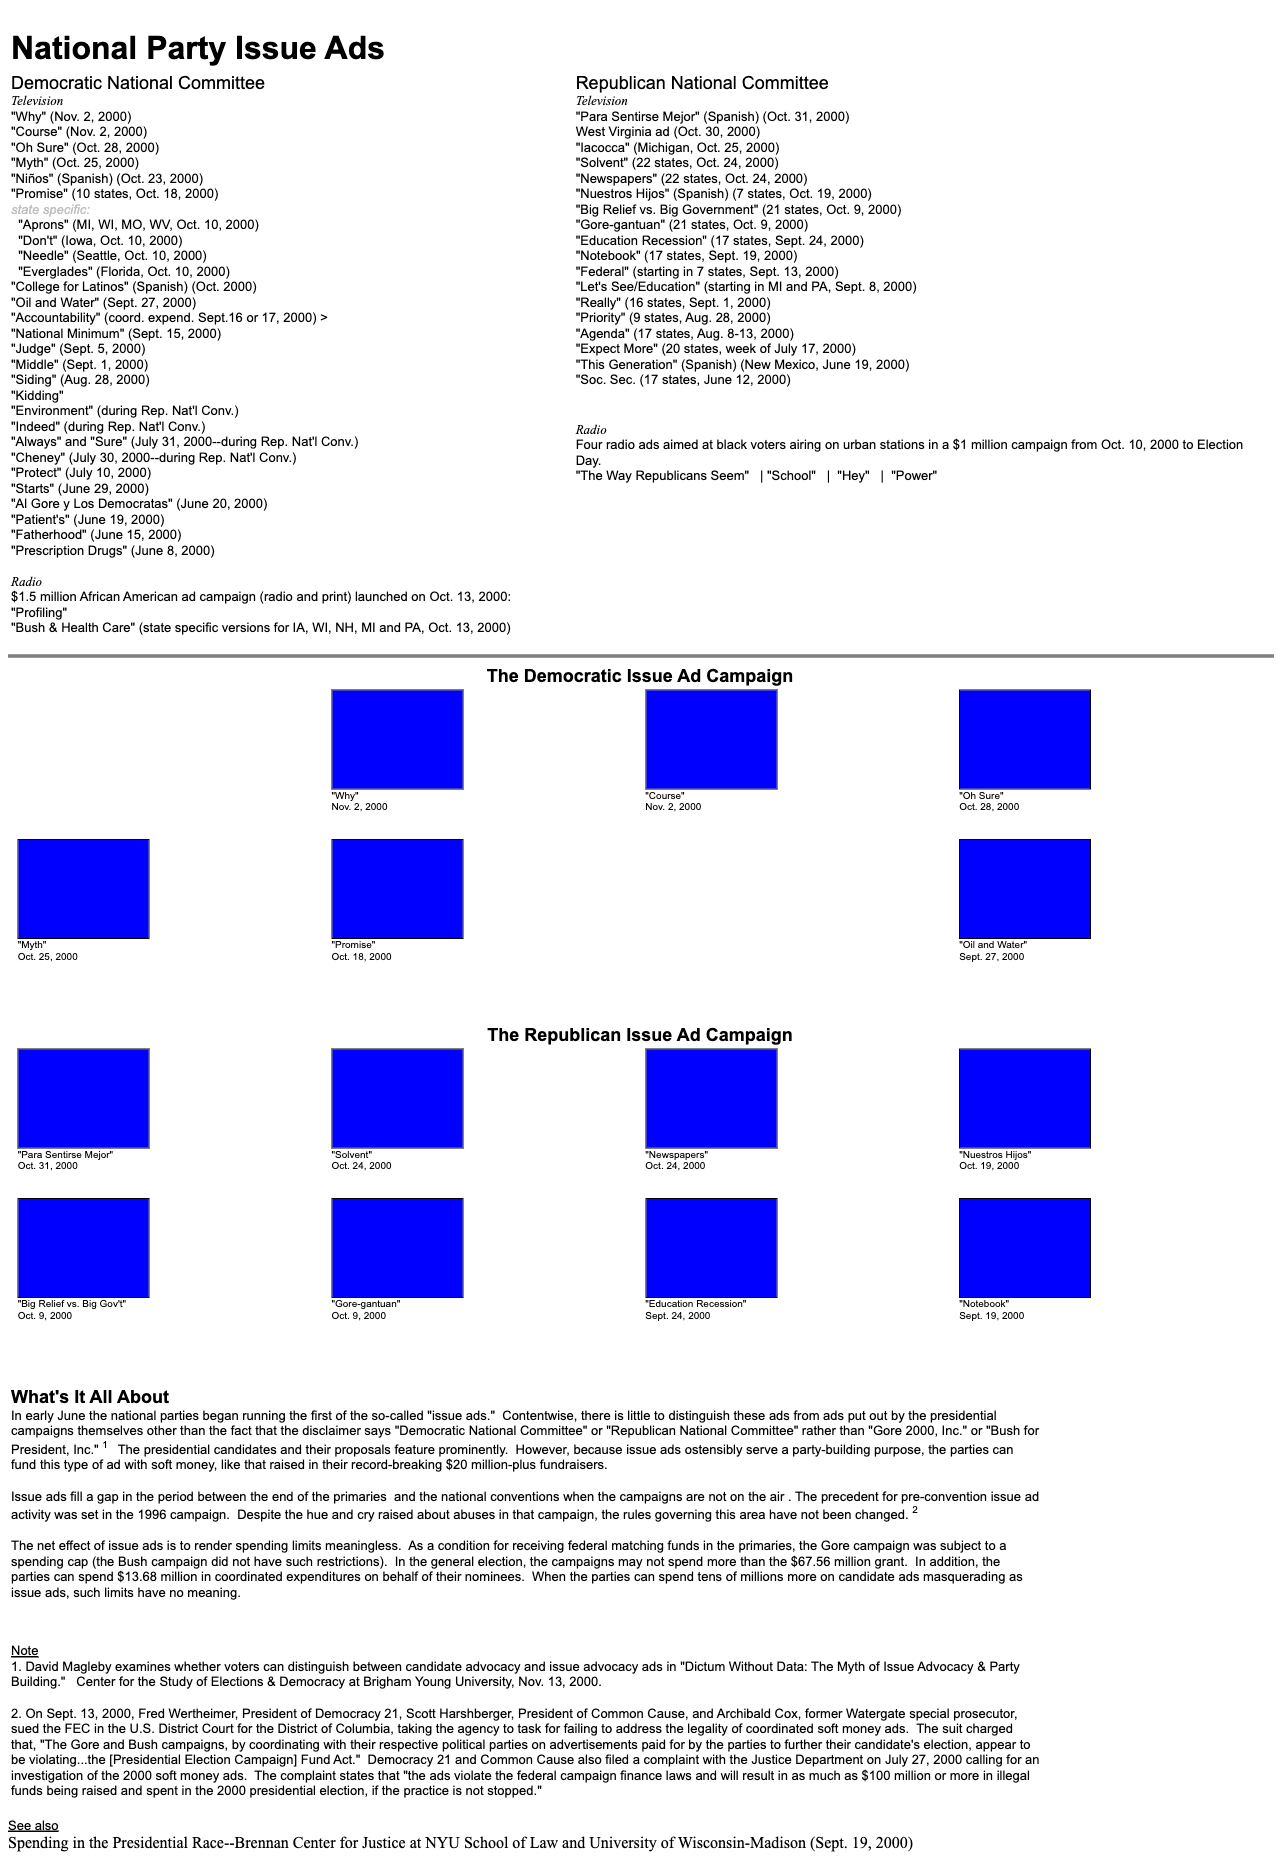 National Party Issue Ads
Democratic National Committee
Television
"Why" (Nov. 2, 2000)
"Course" (Nov. 2, 2000)
"Oh Sure" (Oct. 28, 2000)
"Myth" (Oct. 25, 2000)
"Niños" (Spanish) (Oct. 23, 2000)
"Promise" (10 states, Oct. 18, 2000)
state specific:
"Aprons" (MI, WI, MO, WV, Oct. 10, 2000)
"Don't" (Iowa, Oct. 10, 2000)
"Needle" (Seattle, Oct. 10, 2000)
"Everglades" (Florida, Oct. 10, 2000)
"College for Latinos" (Spanish) (Oct. 2000)
"Oil and Water" (Sept. 27, 2000)
"Accountability" (coord. expend. Sept.16 or 17, 2000) >
"National Minimum" (Sept. 15, 2000)
"Judge" (Sept. 5, 2000)
"Middle" (Sept. 1, 2000)
"Siding" (Aug. 28, 2000)
"Kidding"
"Environment" (during Rep. Nat'l Conv.)
"Indeed" (during Rep. Nat'l Conv.)
"Always" and "Sure" (July 31, 2000--during Rep. Nat'l Conv.)
"Cheney" (July 30, 2000--during Rep. Nat'l Conv.)
"Protect" (July 10, 2000)
"Starts" (June 29, 2000)
"Al Gore y Los Democratas" (June 20, 2000)
"Patient's" (June 19, 2000)
"Fatherhood" (June 15, 2000)
"Prescription Drugs" (June 8, 2000)
Radio
$1.5 million African American ad campaign (radio and print) launched on Oct. 13, 2000:
"Profiling"
"Bush & Health Care" (state specific versions for IA, WI, NH, MI and PA, Oct. 13, 2000)
Republican National Committee
Television
"Para Sentirse Mejor" (Spanish) (Oct. 31, 2000)
West Virginia ad (Oct. 30, 2000)
"Iacocca" (Michigan, Oct. 25, 2000)
"Solvent" (22 states, Oct. 24, 2000)
"Newspapers" (22 states, Oct. 24, 2000)
"Nuestros Hijos" (Spanish) (7 states, Oct. 19, 2000)
"Big Relief vs. Big Government" (21 states, Oct. 9, 2000)
"Gore-gantuan" (21 states, Oct. 9, 2000)
"Education Recession" (17 states, Sept. 24, 2000)
"Notebook" (17 states, Sept. 19, 2000)
"Federal" (starting in 7 states, Sept. 13, 2000)
"Let's See/Education" (starting in MI and PA, Sept. 8, 2000)
"Really" (16 states, Sept. 1, 2000)
"Priority" (9 states, Aug. 28, 2000)
"Agenda" (17 states, Aug. 8-13, 2000)
"Expect More" (20 states, week of July 17, 2000)
"This Generation" (Spanish) (New Mexico, June 19, 2000)
"Soc. Sec. (17 states, June 12, 2000)
Radio
Four radio ads aimed at black voters airing on urban stations in a $1 million campaign from Oct. 10, 2000 to Election
Day.
"The Way Republicans Seem" | "School" | "Hey" | "Power"
The Democratic Issue Ad Campaign
"Why"
Nov. 2, 2000
"Course"
Nov. 2, 2000
"Oh Sure"
Oct. 28, 2000
"Myth"
Oct. 25, 2000
"Promise"
Oct. 18, 2000
"Oil and Water"
Sept. 27, 2000
The Republican Issue Ad Campaign
"Para Sentirse Mejor"
Oct. 31, 2000
"Solvent"
Oct. 24, 2000
"Newspapers"
Oct. 24, 2000
"Nuestros Hijos"
Oct. 19, 2000
"Big Relief vs. Big Gov't"
Oct. 9, 2000
"Gore-gantuan"
Oct. 9, 2000
"Education Recession"
Sept. 24, 2000
"Notebook"
Sept. 19, 2000
What's It All About
In early June the national parties began running the first of the so-called "issue ads." Contentwise, there is little to distinguish these ads from ads put out by the presidential
campaigns themselves other than the fact that the disclaimer says "Democratic National Committee" or "Republican National Committee" rather than "Gore 2000, Inc." or "Bush for
President, Inc." 1 The presidential candidates and their proposals feature prominently. However, because issue ads ostensibly serve a party-building purpose, the parties can
fund this type of ad with soft money, like that raised in their record-breaking $20 million-plus fundraisers.
Issue ads fill a gap in the period between the end of the primaries and the national conventions when the campaigns are not on the air . The precedent for pre-convention issue ad
activity was set in the 1996 campaign. Despite the hue and cry raised about abuses in that campaign, the rules governing this area have not been changed. 2
The net effect of issue ads is to render spending limits meaningless. As a condition for receiving federal matching funds in the primaries, the Gore campaign was subject to a
spending cap (the Bush campaign did not have such restrictions). In the general election, the campaigns may not spend more than the $67.56 million grant. In addition, the
parties can spend $13.68 million in coordinated expenditures on behalf of their nominees. When the parties can spend tens of millions more on candidate ads masquerading as
issue ads, such limits have no meaning.
Note
1. David Magleby examines whether voters can distinguish between candidate advocacy and issue advocacy ads in "Dictum Without Data: The Myth of Issue Advocacy & Party
Building." Center for the Study of Elections & Democracy at Brigham Young University, Nov. 13, 2000.
2. On Sept. 13, 2000, Fred Wertheimer, President of Democracy 21, Scott Harshberger, President of Common Cause, and Archibald Cox, former Watergate special prosecutor,
sued the FEC in the U.S. District Court for the District of Columbia, taking the agency to task for failing to address the legality of coordinated soft money ads. The suit charged
that, "The Gore and Bush campaigns, by coordinating with their respective political parties on advertisements paid for by the parties to further their candidate's election, appear to
be violating...the [Presidential Election Campaign] Fund Act." Democracy 21 and Common Cause also filed a complaint with the Justice Department on July 27, 2000 calling for an
investigation of the 2000 soft money ads. The complaint states that "the ads violate the federal campaign finance laws and will result in as much as $100 million or more in illegal
funds being raised and spent in the 2000 presidential election, if the practice is not stopped."
See also
Spending in the Presidential Race--Brennan Center for Justice at NYU School of Law and University of Wisconsin-Madison (Sept. 19, 2000)